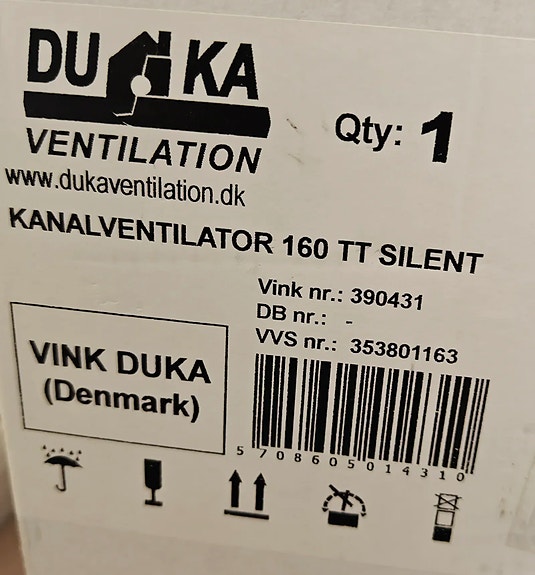 DUKA
VENTILATION
www.dukaventilation.dk
Qty: 1
KANALVENTILATOR 160 TT SILENT
Vink nr.: 390431
DB nr.: -
VVS nr.: 353801163
VINK DUKA
(Denmark)
5708605014310